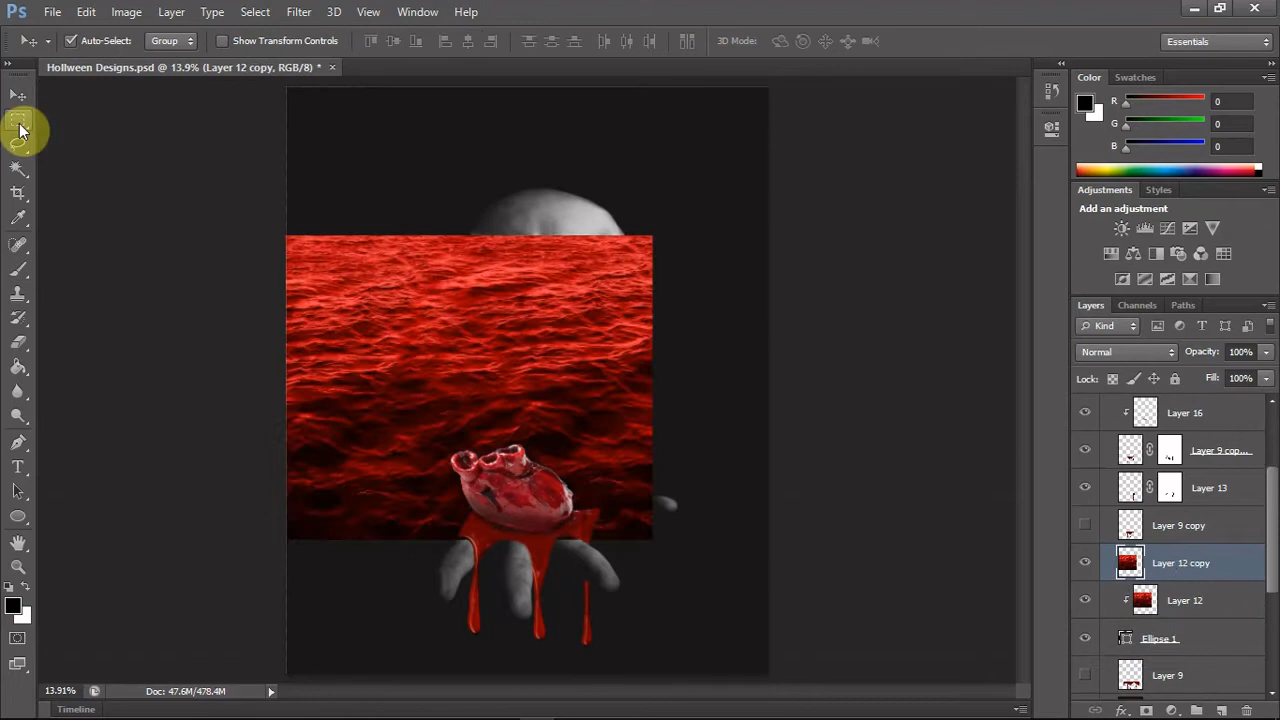 Ps File Edit Image Layer Type Select Filter 3D View Window Help
Auto-Select: Group Show Transform Controls 3D Mode: Essentials
Hollween Designs.psd @ 13.9% (Layer 12 copy, RGB/8) * ×
Color Swatches
R 0
G 0
B 0
Adjustments Styles
Add an adjustment
Layers Channels Paths
Kind
Normal Opacity: 100%
Lock: Fill: 100%
Layer 16
Layer 9 cop...
Layer 13
Layer 9 copy
Layer 12 copy
Layer 12
Ellipse 1
Layer 9
13.91% Doc: 47.6M/478.4M
Timeline